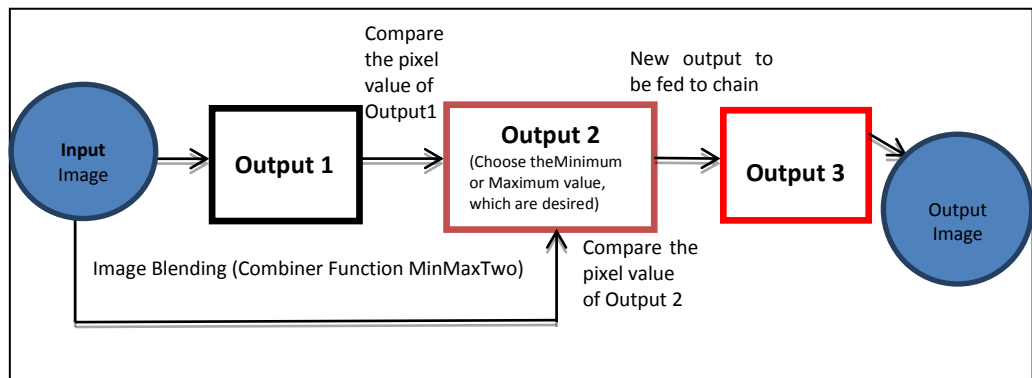 Compare
the pixel
value of
Output1
New output to
be fed to chain
Input
Image
Output 1
Output 2
(Choose theMinimum
or Maximum value,
which are desired)
Output 3
Output
Image
Image Blending (Combiner Function MinMaxTwo)
Compare the
pixel value
of Output 2